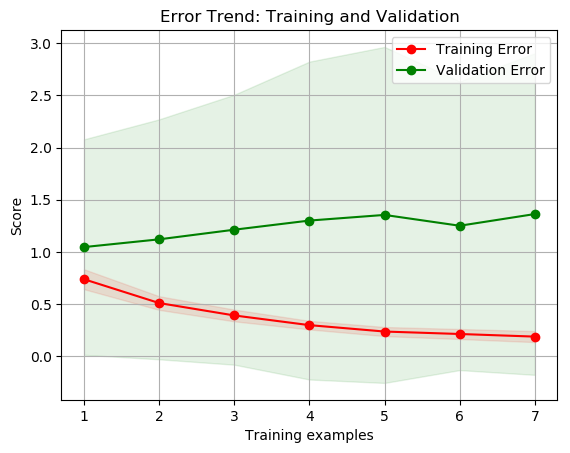 Error Trend: Training and Validation
Training Error
Validation Error
Score
3.0
2.5
2.0
1.5
1.0
0.5
0.0
1 2 3 4 5 6 7
Training examples